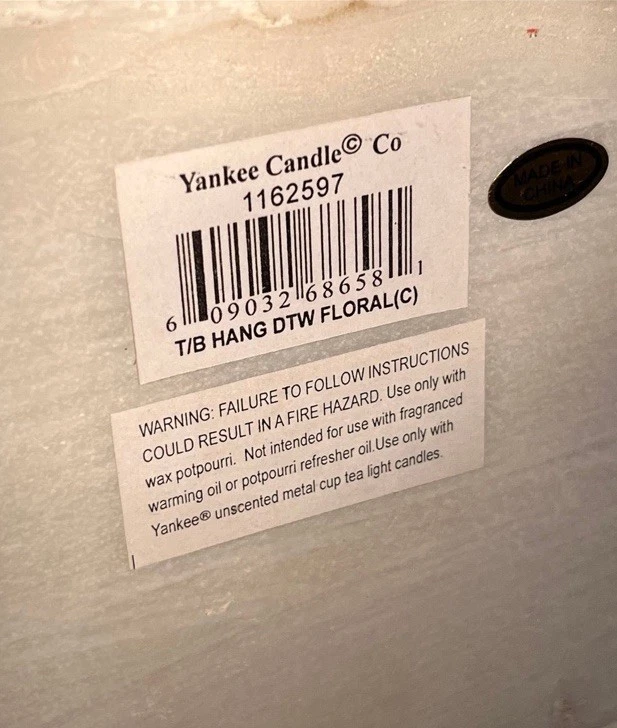 Yankee Candle© Co
1162597
6 09032 68658 1
T/B HANG DTW FLORAL(C)
MADE IN
CHINA
WARNING: FAILURE TO FOLLOW INSTRUCTIONS
COULD RESULT IN A FIRE HAZARD. Use only with
wax potpourri. Not intended for use with fragranced
warming oil or potpourri refresher oil.Use only with
Yankee® unscented metal cup tea light candles.